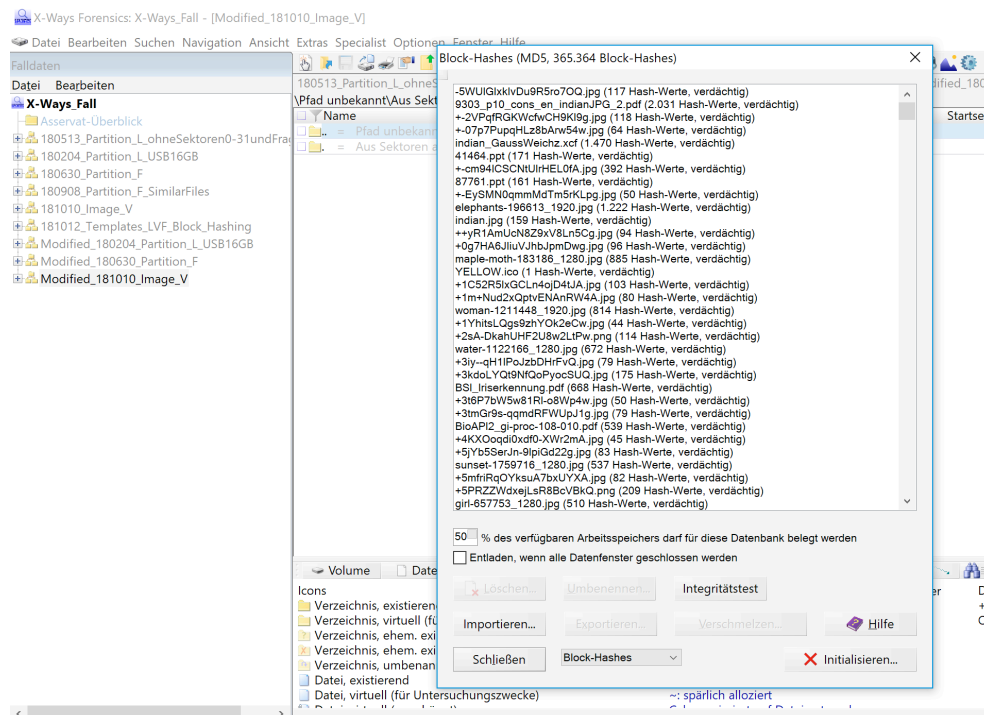 X-Ways Forensics: X-Ways_Fall - [Modified_181010_Image_V]
Datei Bearbeiten Suchen Navigation Ansicht Extras Specialist Optionen Fenster Hilfe
Falldaten
Datei Bearbeiten
X-Ways_Fall
Asservat-Überblick
180513_Partition_L_ohneSektoren0-31undFra
180204_Partition_L_USB16GB
180630_Partition_F
180908_Partition_F_SimilarFiles
181010_Image_V
181012_Templates_LVF_Block_Hashing
Modified_180204_Partition_L_USB16GB
Modified_180630_Partition_F
Modified_181010_Image_V
180513_Partition_L_ohneS
\Pfad unbekannt\Aus Sekt
Name
.. = Pfad unbekann
. = Aus Sektoren a
Startse
Block-Hashes (MD5, 365.364 Block-Hashes)
-5WUIGlxklvDu9R5ro7OQ.jpg (117 Hash-Werte, verdächtig)
9303_p10_cons_en_indianJPG_2.pdf (2.031 Hash-Werte, verdächtig)
+-2VPqfRGKWcfwCH9KI9g.jpg (118 Hash-Werte, verdächtig)
+-07p7PupqHLz8bArw54w.jpg (64 Hash-Werte, verdächtig)
indian_GaussWeichz.xcf (1.470 Hash-Werte, verdächtig)
41464.ppt (171 Hash-Werte, verdächtig)
+-cm94ICSCNtUIrHEL0fA.jpg (392 Hash-Werte, verdächtig)
87761.ppt (161 Hash-Werte, verdächtig)
+-EySMN0qmmMdTm5rKLpg.jpg (50 Hash-Werte, verdächtig)
elephants-196613_1920.jpg (1.222 Hash-Werte, verdächtig)
indian.jpg (159 Hash-Werte, verdächtig)
++yR1AmUcN8Z9xV8Ln5Cg.jpg (94 Hash-Werte, verdächtig)
+0g7HA6JIiuVJhbJpmDwg.jpg (96 Hash-Werte, verdächtig)
maple-moth-183186_1280.jpg (885 Hash-Werte, verdächtig)
YELLOW.ico (1 Hash-Werte, verdächtig)
+1C52R5IxGCLn4ojD4tJA.jpg (103 Hash-Werte, verdächtig)
+1m+Nud2xQptvENAnRW4A.jpg (80 Hash-Werte, verdächtig)
woman-1211448_1920.jpg (814 Hash-Werte, verdächtig)
+1YhitsLQgs9zhYOk2eCw.jpg (44 Hash-Werte, verdächtig)
+2sA-DkahUHF2U8w2LtPw.png (114 Hash-Werte, verdächtig)
water-1122166_1280.jpg (672 Hash-Werte, verdächtig)
+3iy--qH1IPoJzbDHrFvQ.jpg (79 Hash-Werte, verdächtig)
+3kdoLYQt9NfQoPyocSUQ.jpg (175 Hash-Werte, verdächtig)
BSI_Iriserkennung.pdf (668 Hash-Werte, verdächtig)
+3t6P7bW5w81Rl-o8Wp4w.jpg (50 Hash-Werte, verdächtig)
+3tmGr9s-qqmdRFWUpJ1g.jpg (79 Hash-Werte, verdächtig)
BioAPI2_gi-proc-108-010.pdf (539 Hash-Werte, verdächtig)
+4KXOoqdi0xdf0-XWr2mA.jpg (45 Hash-Werte, verdächtig)
+5jYb5SerJn-9lpiGd22g.jpg (83 Hash-Werte, verdächtig)
sunset-1759716_1280.jpg (537 Hash-Werte, verdächtig)
+5mfriRqOYksuA7bxUYXA.jpg (82 Hash-Werte, verdächtig)
+5PRZZWdxejLsR8BcVBkQ.png (209 Hash-Werte, verdächtig)
girl-657753_1280.jpg (510 Hash-Werte, verdächtig)
50 % des verfügbaren Arbeitsspeichers darf für diese Datenbank belegt werden
Entladen, wenn alle Datenfenster geschlossen werden
Löschen... Umbenennen... Integritätstest
Importieren... Exportieren... Verschmelzen... Hilfe
Schließen Block-Hashes Initialisieren...
Volume Date
Icons
Verzeichnis, existieren
Verzeichnis, virtuell (fü
Verzeichnis, ehem. exi
Verzeichnis, ehem. exi
Verzeichnis, umbenan
Datei, existierend
Datei, virtuell (für Untersuchungszwecke)
~: spärlich alloziert